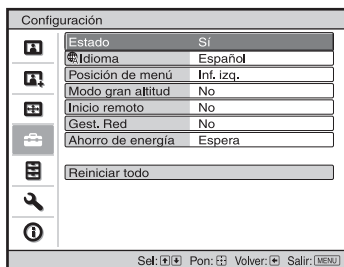 Configuración
Estado Sí
Idioma Español
Posición de menú Inf. izq.
Modo gran altitud No
Inicio remoto No
Gest. Red No
Ahorro de energía Espera
Reiniciar todo
Sel: Pon: Volver: Salir: MENU